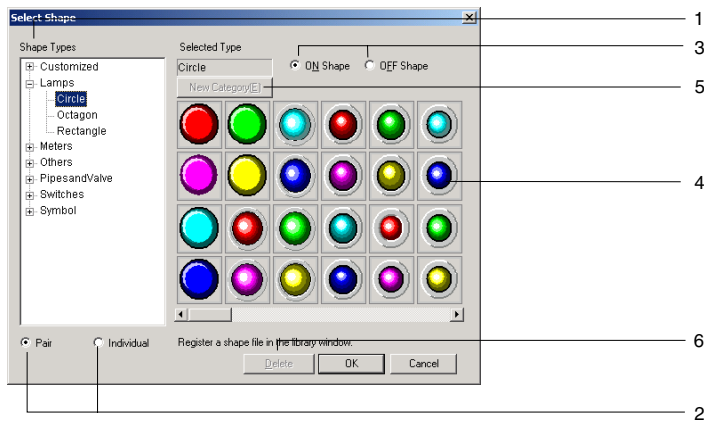 Select Shape
1
Shape Types
Selected Type
3
Customized
Circle
ON Shape
OFF Shape
Lamps
New Category[E]
5
Circle
Octagon
Rectangle
Meters
Others
PipesandValve
4
Switches
Symbol
Pair
Individual
Register a shape file in the library window.
6
Delete
OK
Cancel
2